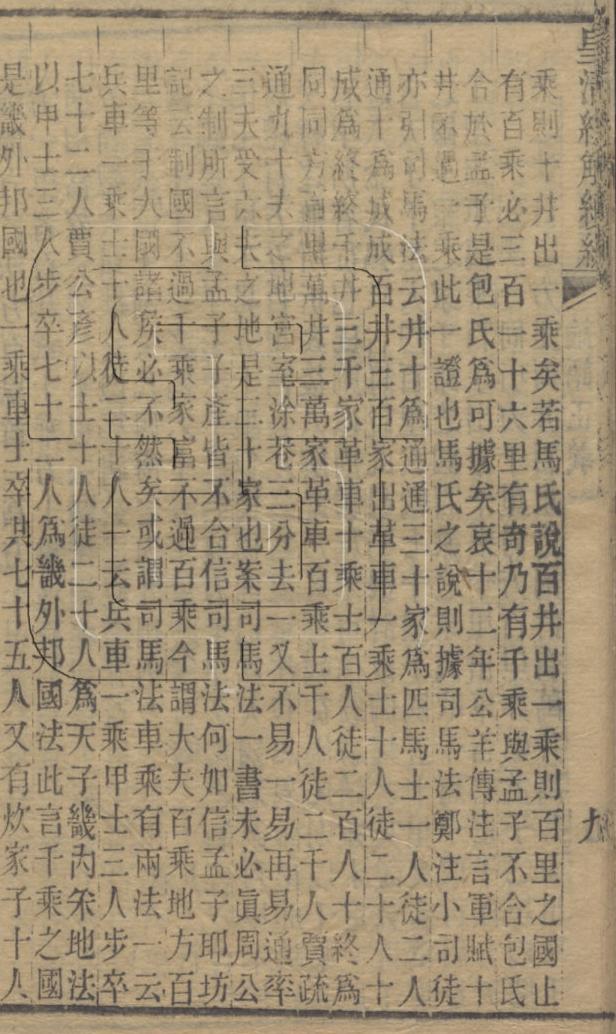 皇清經解續編
九
乘則十井出一乘矣若馬氏說百井出一乘則百里之國止
有百乘必三百一十六里有奇乃有千乘與孟子不合包氏
合於孟子是包氏爲可據矣哀十二年公羊傳注言軍賦十
井不過一乘此一證也馬氏之說則據司馬法鄭注小司徒
亦引司馬法云井十爲通通三十家爲匹馬士一人徒二人
通十爲城成百井三百家出革車一乘士十人徒二十人十
成爲終終千井三千家革車十乘士百人徒二百人十終爲
同同方百里萬井三萬家革車百乘士千人徒二千人賈疏
通九十夫之地宮室涂巷三分去一又不易一易再易通率
三夫受六夫之地是三十家也案司馬法一書未必眞周公
之制所言與孟子子產皆不合信司馬法何如信孟子耶坊
記云制國不過千乘家富不過百乘今謂大夫百乘地方百
里等于大國諸矦必不然矣或謂司馬法車乘有兩法一云
兵車一乘士十人徒二十人一云兵車一乘甲士三人步卒
七十二人賈公彥以士十人徒二十人爲天子畿內采地法
以甲士三人步卒七十二人爲畿外邦國法此言千乘之國
是畿外邦國也一乘車士卒共七十五人又有炊家子十人